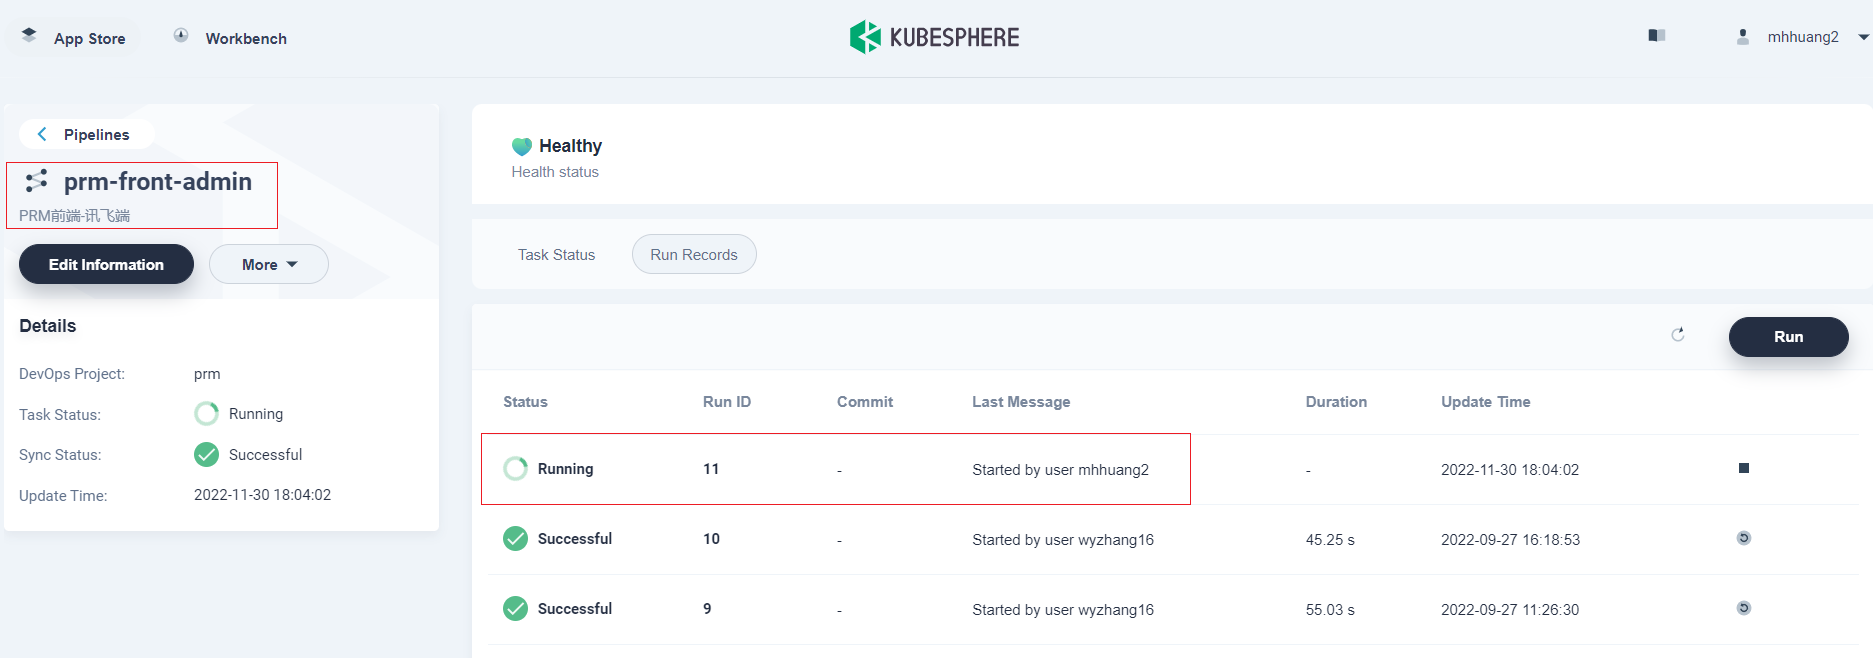 App Store Workbench KUBESPHERE mhhuang2
Pipelines
prm-front-admin
PRM前端-讯飞端
Edit Information More
Details
DevOps Project: prm
Task Status: Running
Sync Status: Successful
Update Time: 2022-11-30 18:04:02
Healthy
Health status
Task Status Run Records
Run
Status Run ID Commit Last Message Duration Update Time
Running 11 - Started by user mhhuang2 - 2022-11-30 18:04:02
Successful 10 - Started by user wyzhang16 45.25 s 2022-09-27 16:18:53
Successful 9 - Started by user wyzhang16 55.03 s 2022-09-27 11:26:30